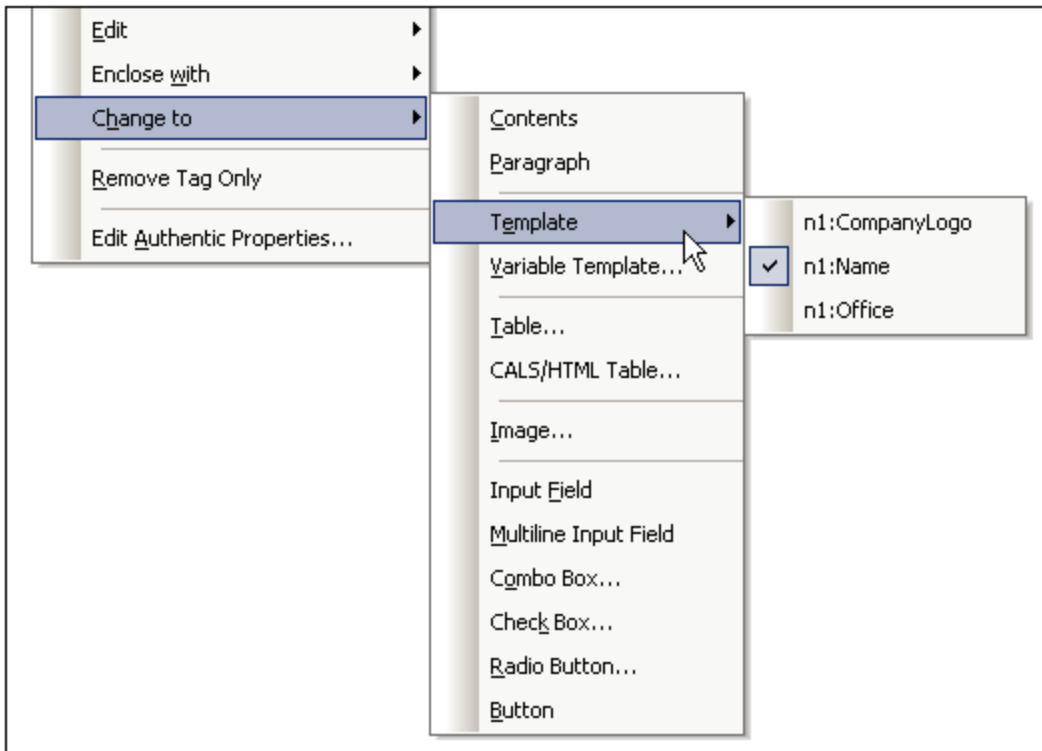 Edit
Enclose with
Change to
Remove Tag Only
Edit Authentic Properties...
Contents
Paragraph
Template
Variable Template...
Table...
CALS/HTML Table...
Image...
Input Field
Multiline Input Field
Combo Box...
Check Box...
Radio Button...
Button
n1:CompanyLogo
n1:Name
n1:Office